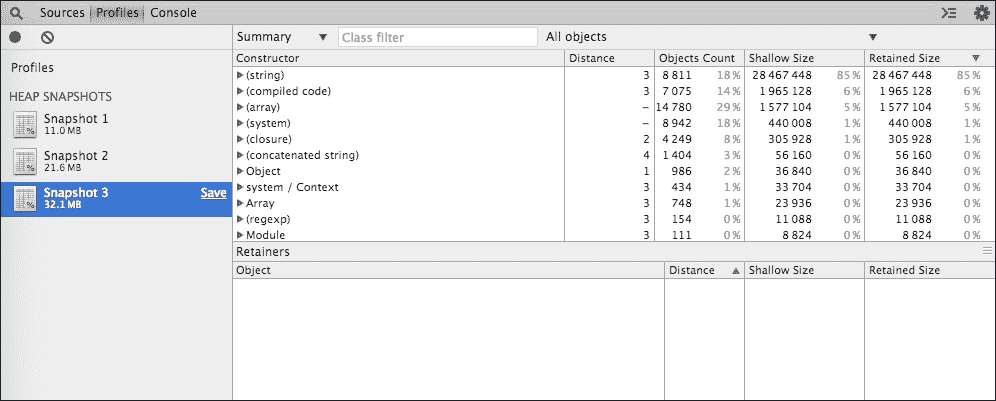 Sources Profiles Console
Summary Class filter All objects
Profiles
HEAP SNAPSHOTS
Snapshot 1
11.0 MB
Snapshot 2
21.6 MB
Snapshot 3 Save
32.1 MB
Constructor Distance Objects Count Shallow Size Retained Size
(string) 3 8 811 18% 28 467 448 85% 28 467 448 85%
(compiled code) 3 7 075 14% 1 965 128 6% 1 965 128 6%
(array) – 14 780 29% 1 577 104 5% 1 577 104 5%
(system) – 8 942 18% 440 008 1% 440 008 1%
(closure) 2 4 249 8% 305 928 1% 305 928 1%
(concatenated string) 4 1 404 3% 56 160 0% 56 160 0%
Object 1 986 2% 36 840 0% 36 840 0%
system / Context 3 434 1% 33 704 0% 33 704 0%
Array 3 748 1% 23 936 0% 23 936 0%
(regexp) 3 154 0% 11 088 0% 11 088 0%
Module 3 111 0% 8 824 0% 8 824 0%
Retainers
Object Distance Shallow Size Retained Size